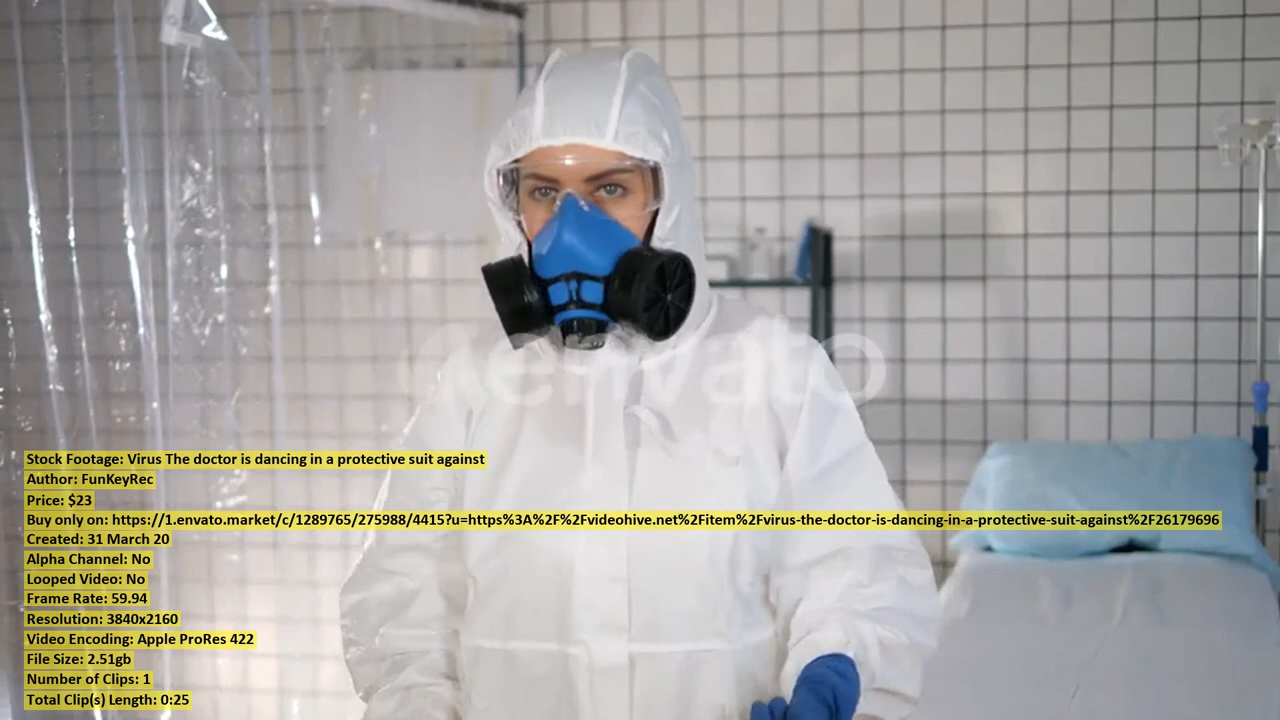 envato
Stock Footage: Virus The doctor is dancing in a protective suit against
Author: FunKeyRec
Price: $23
Buy only on: https://1.envato.market/c/1289765/275988/4415?u=https%3A%2F%2Fvideohive.net%2Fitem%2Fvirus-the-doctor-is-dancing-in-a-protective-suit-against%2F26179696
Created: 31 March 20
Alpha Channel: No
Looped Video: No
Frame Rate: 59.94
Resolution: 3840x2160
Video Encoding: Apple ProRes 422
File Size: 2.51gb
Number of Clips: 1
Total Clip(s) Length: 0:25